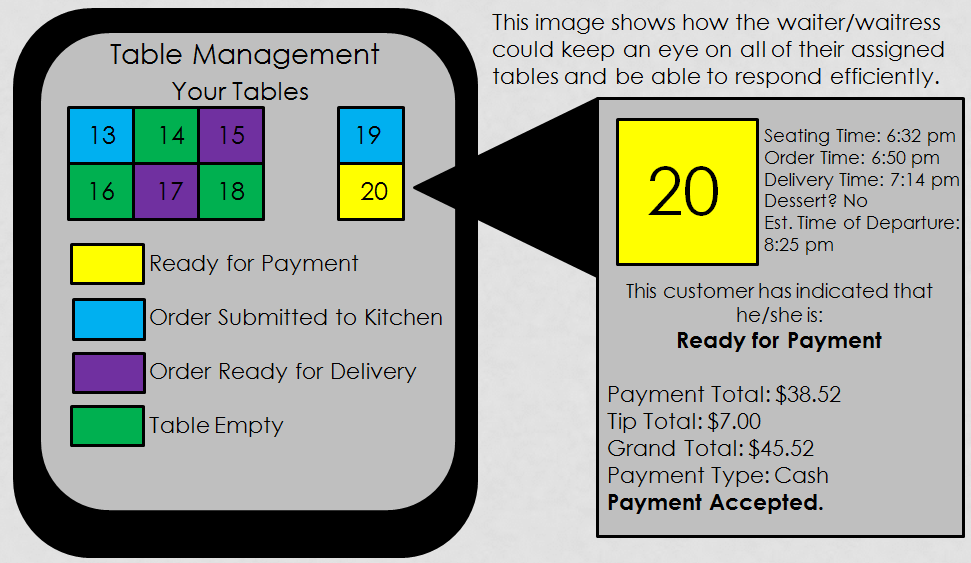 This image shows how the waiter/waitress
could keep an eye on all of their assigned
tables and be able to respond efficiently.
Table Management
Your Tables
13 14 15 19
16 17 18 20
Ready for Payment
Order Submitted to Kitchen
Order Ready for Delivery
Table Empty
20
Seating Time: 6:32 pm
Order Time: 6:50 pm
Delivery Time: 7:14 pm
Dessert? No
Est. Time of Departure:
8:25 pm
This customer has indicated that
he/she is:
Ready for Payment
Payment Total: $38.52
Tip Total: $7.00
Grand Total: $45.52
Payment Type: Cash
Payment Accepted.